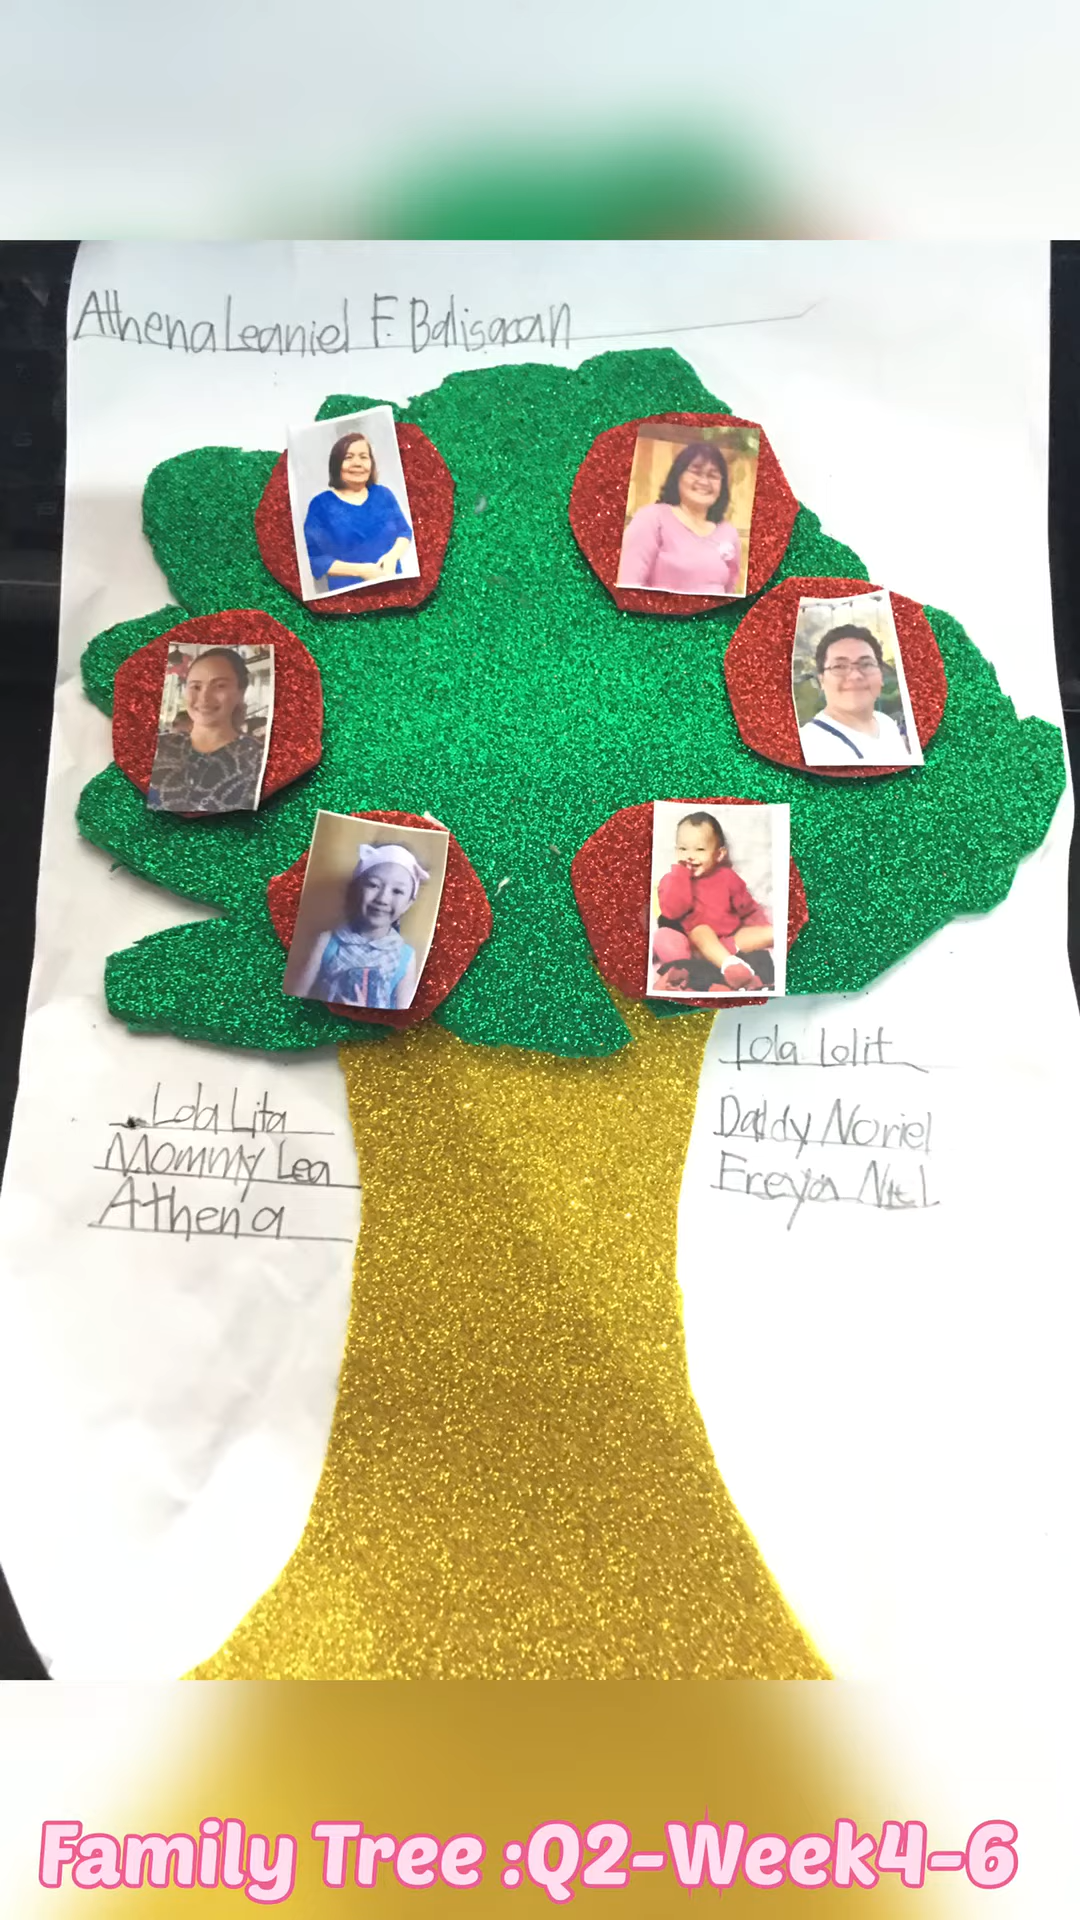 Athena Leaniel F. Balisacan
Lola Lita
Mommy Lea
Athena
Lola Lolit
Daddy Noriel
Freya Niel
Family Tree :Q2-Week4-6